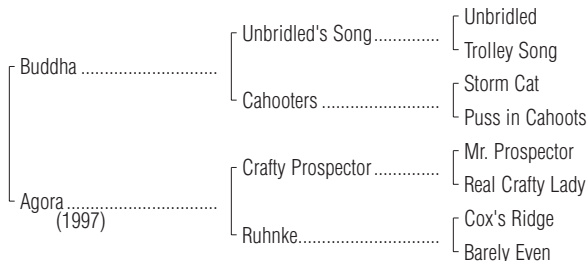 Unbridled
Unbridled's Song...............
Trolley Song
Buddha ...............................
Storm Cat
Cahooters ...........................
Puss in Cahoots
Mr. Prospector
Crafty Prospector...............
Real Crafty Lady
Agora..................................
(1997)
Cox's Ridge
Ruhnke................................
Barely Even